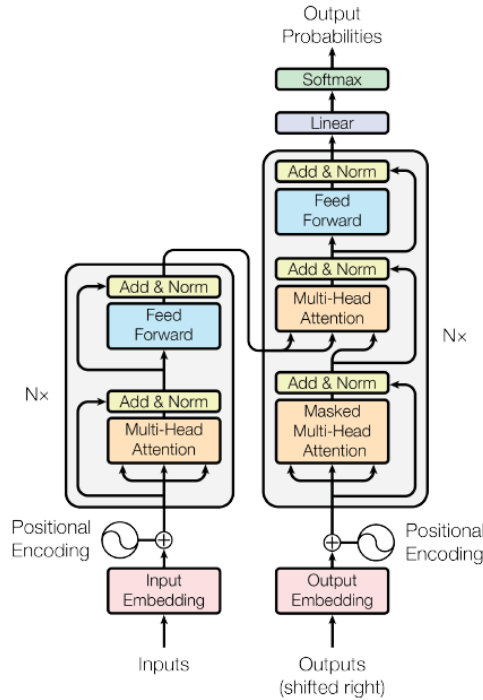 Output
Probabilities
Softmax
Linear
Add & Norm
Feed
Forward
Add & Norm
Multi-Head
Attention
Add & Norm
Masked
Multi-Head
Attention
Nx
Positional
Encoding
Output
Embedding
Outputs
(shifted right)
Add & Norm
Feed
Forward
Add & Norm
Multi-Head
Attention
Nx
Positional
Encoding
Input
Embedding
Inputs